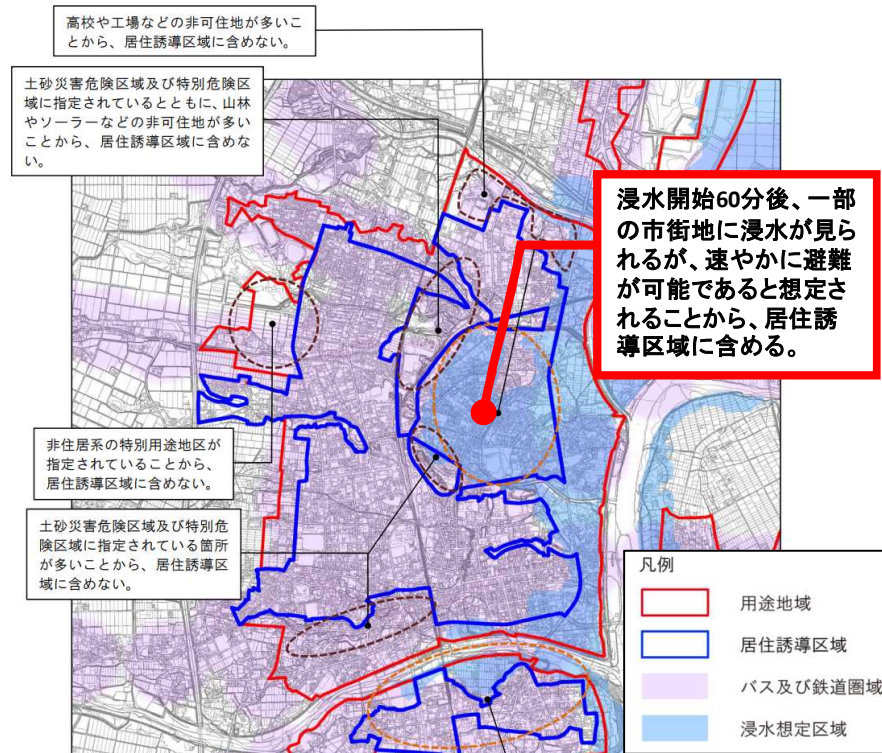 高校や工場などの非可住地が多いこ
とから、居住誘導区域に含めない。
土砂災害危険区域及び特別危険区
域に指定されているとともに、山林
やソーラーなどの非可住地が多い
ことから、居住誘導区域に含めな
い。
浸水開始60分後、一部
の市街地に浸水が見ら
れるが、速やかに避難
が可能であると想定さ
れることから、居住誘
導区域に含める。
非住居系の特別用途地区が
指定されていることから、
居住誘導区域に含めない。
土砂災害危険区域及び特別危
険区域に指定されている箇所
が多いことから、居住誘導区
域に含めない。
凡例
用途地域
居住誘導区域
バス及び鉄道圏域
浸水想定区域